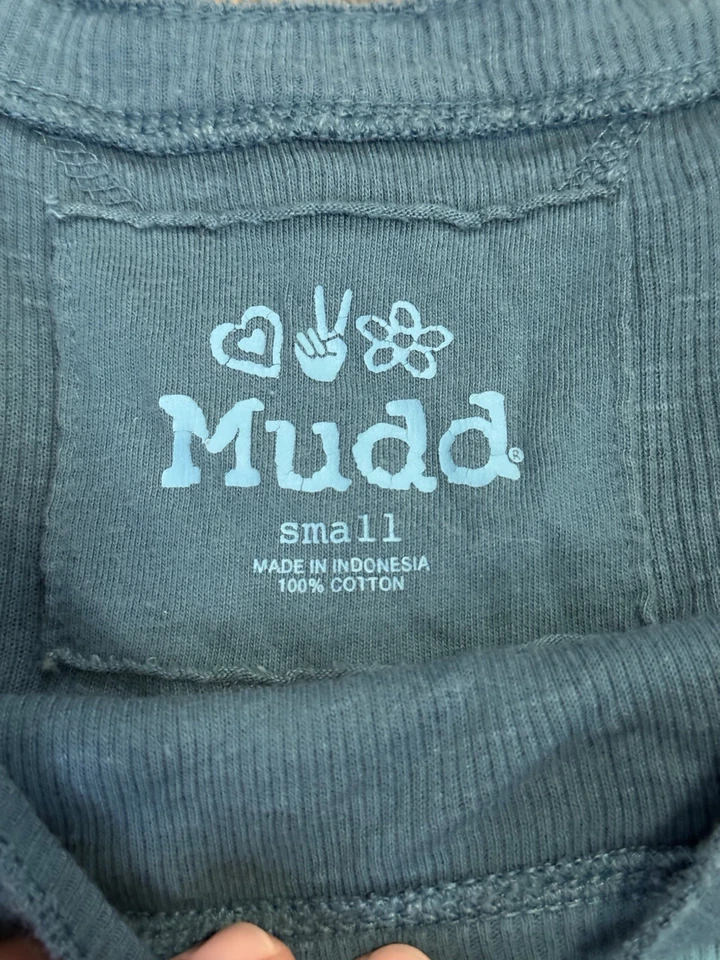 Mudd®
small
MADE IN INDONESIA
100% COTTON